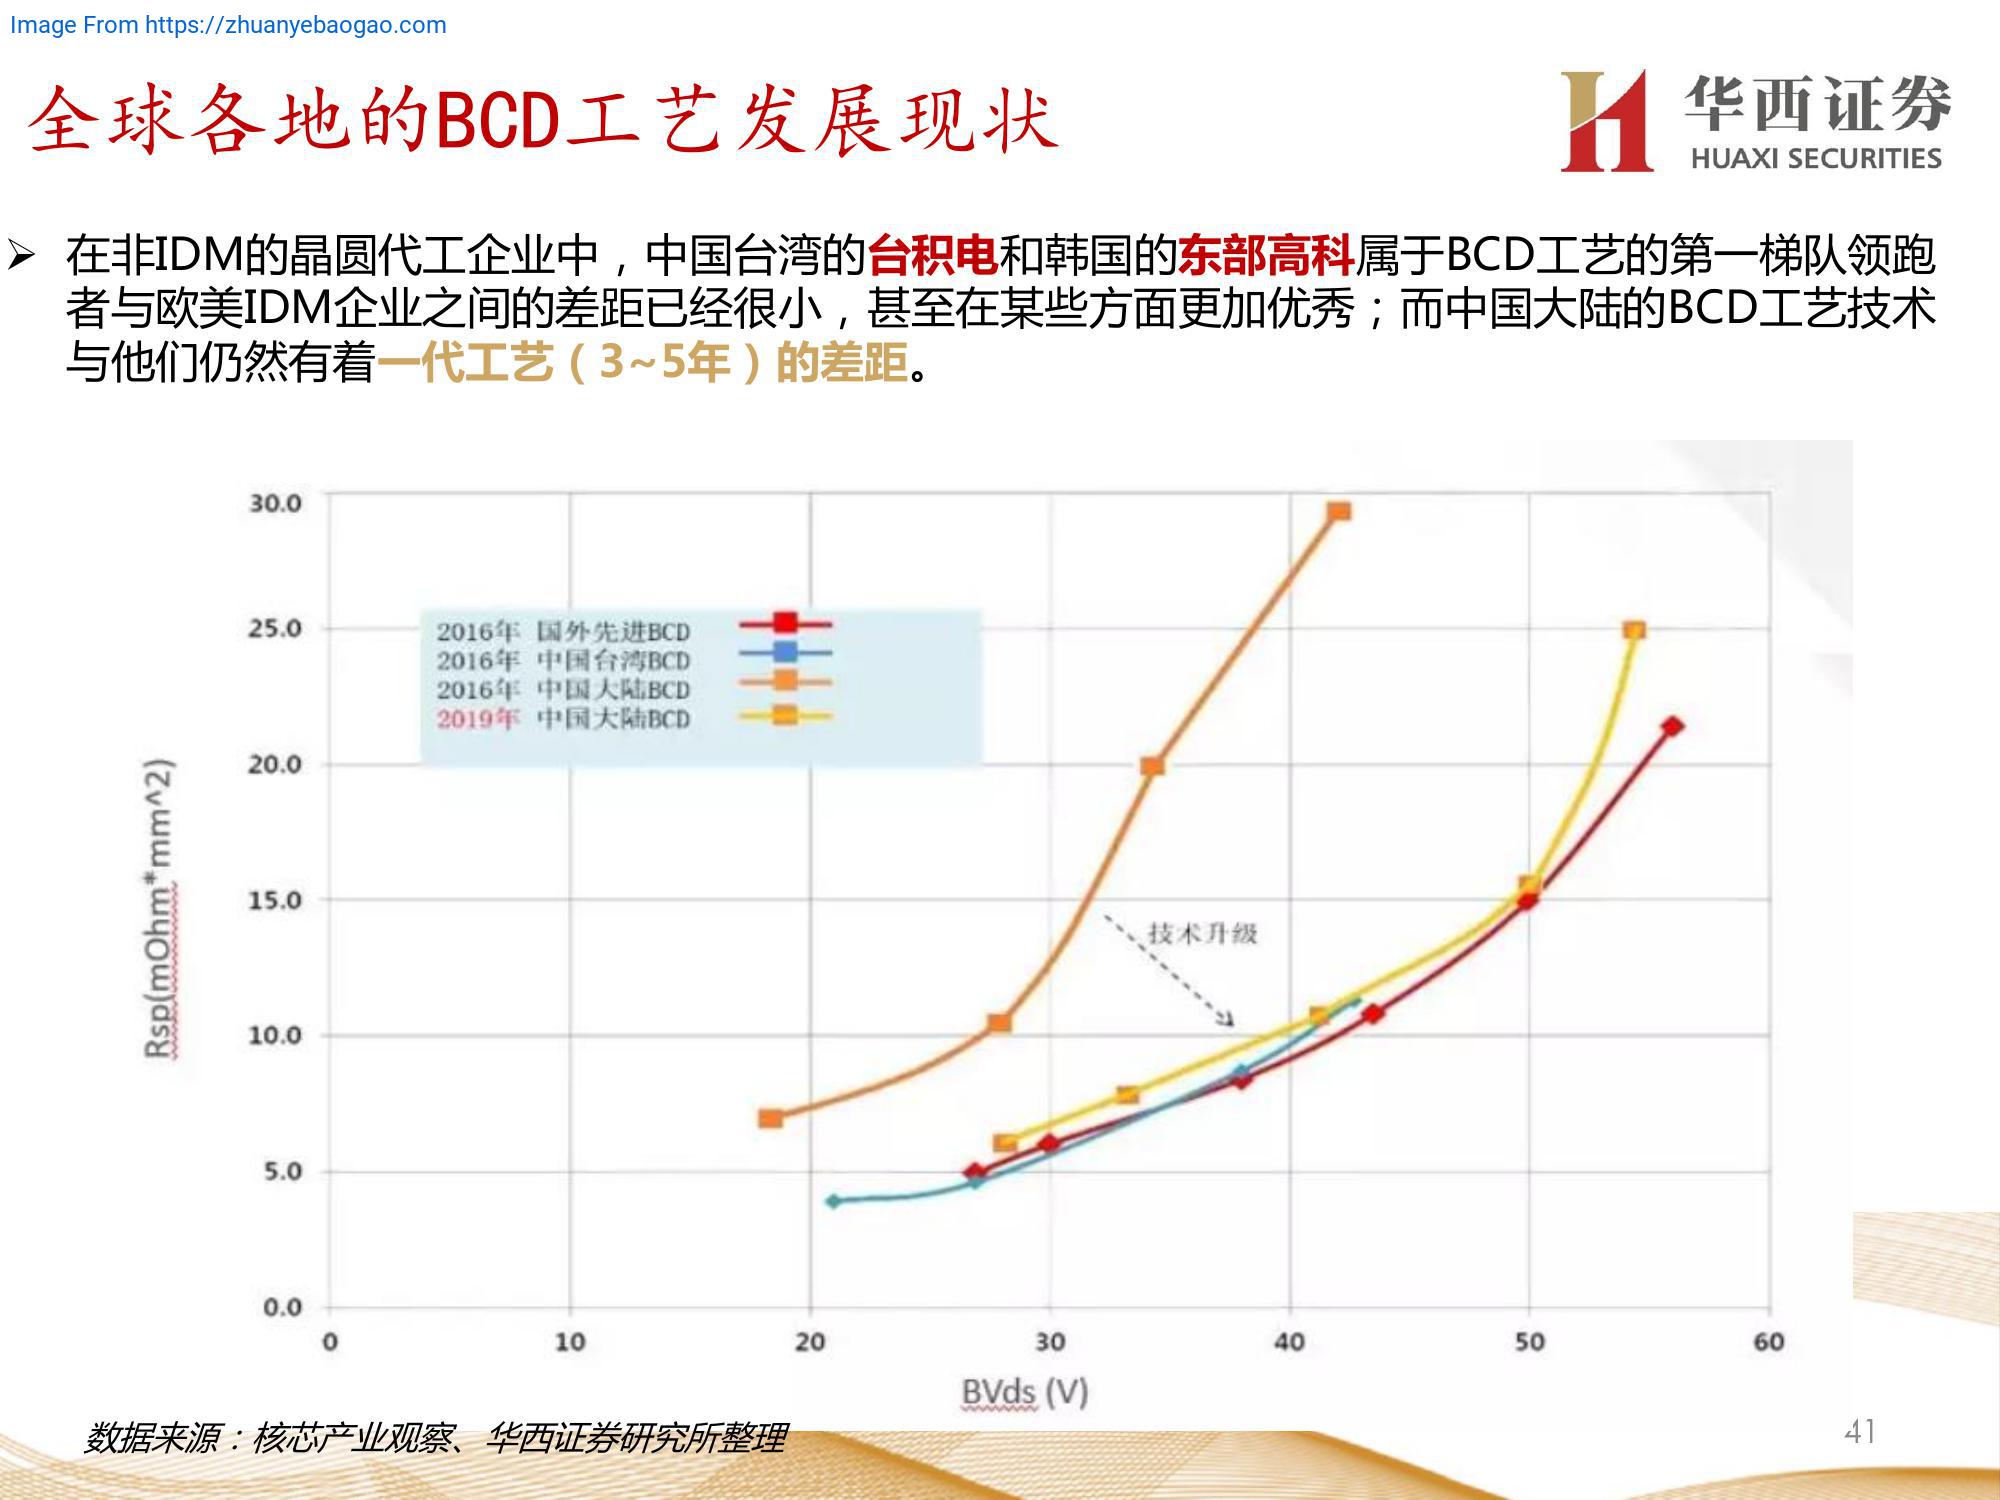 Image From https://zhuanyebaogao.com
全球各地的BCD工艺发展现状
华西证券
HUAXI SECURITIES
➢ 在非IDM的晶圆代工企业中，中国台湾的台积电和韩国的东部高科属于BCD工艺的第一梯队领跑
者与欧美IDM企业之间的差距已经很小，甚至在某些方面更加优秀；而中国大陆的BCD工艺技术
与他们仍然有着一代工艺（3~5年）的差距。
30.0
25.0
20.0
15.0
10.0
5.0
0.0
Rsp(mOhm*mm^2)
2016年 国外先进BCD
2016年 中国台湾BCD
2016年 中国大陆BCD
2019年 中国大陆BCD
技术升级
0 10 20 30 40 50 60
BVds (V)
数据来源：核芯产业观察、华西证券研究所整理
41